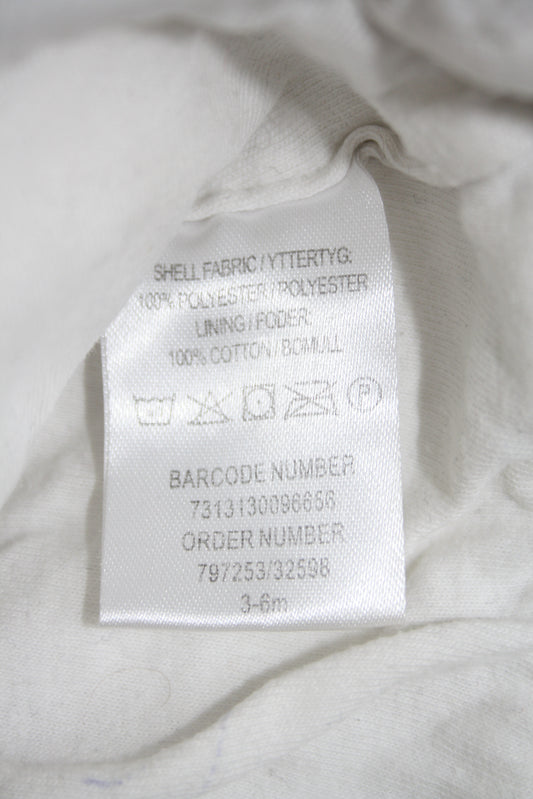 SHELL FABRIC / YTTERTYG:
100% POLYESTER / POLYESTER
LINING / FODER:
100% COTTON / BOMULL
P
BARCODE NUMBER
7313130096656
ORDER NUMBER
797253/32598
3-6m